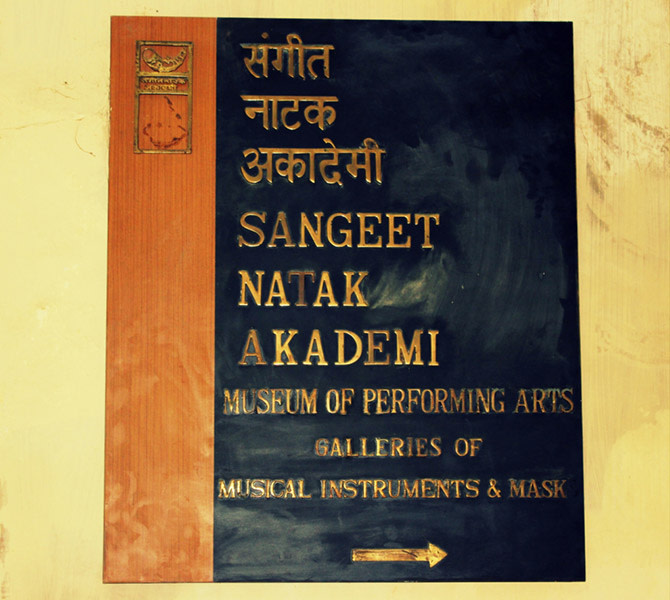 संगीत
नाटक
अकादेमी
SANGEET
NATAK
AKADEMI
MUSEUM OF PERFORMING ARTS
GALLERIES OF
MUSICAL INSTRUMENTS & MASK